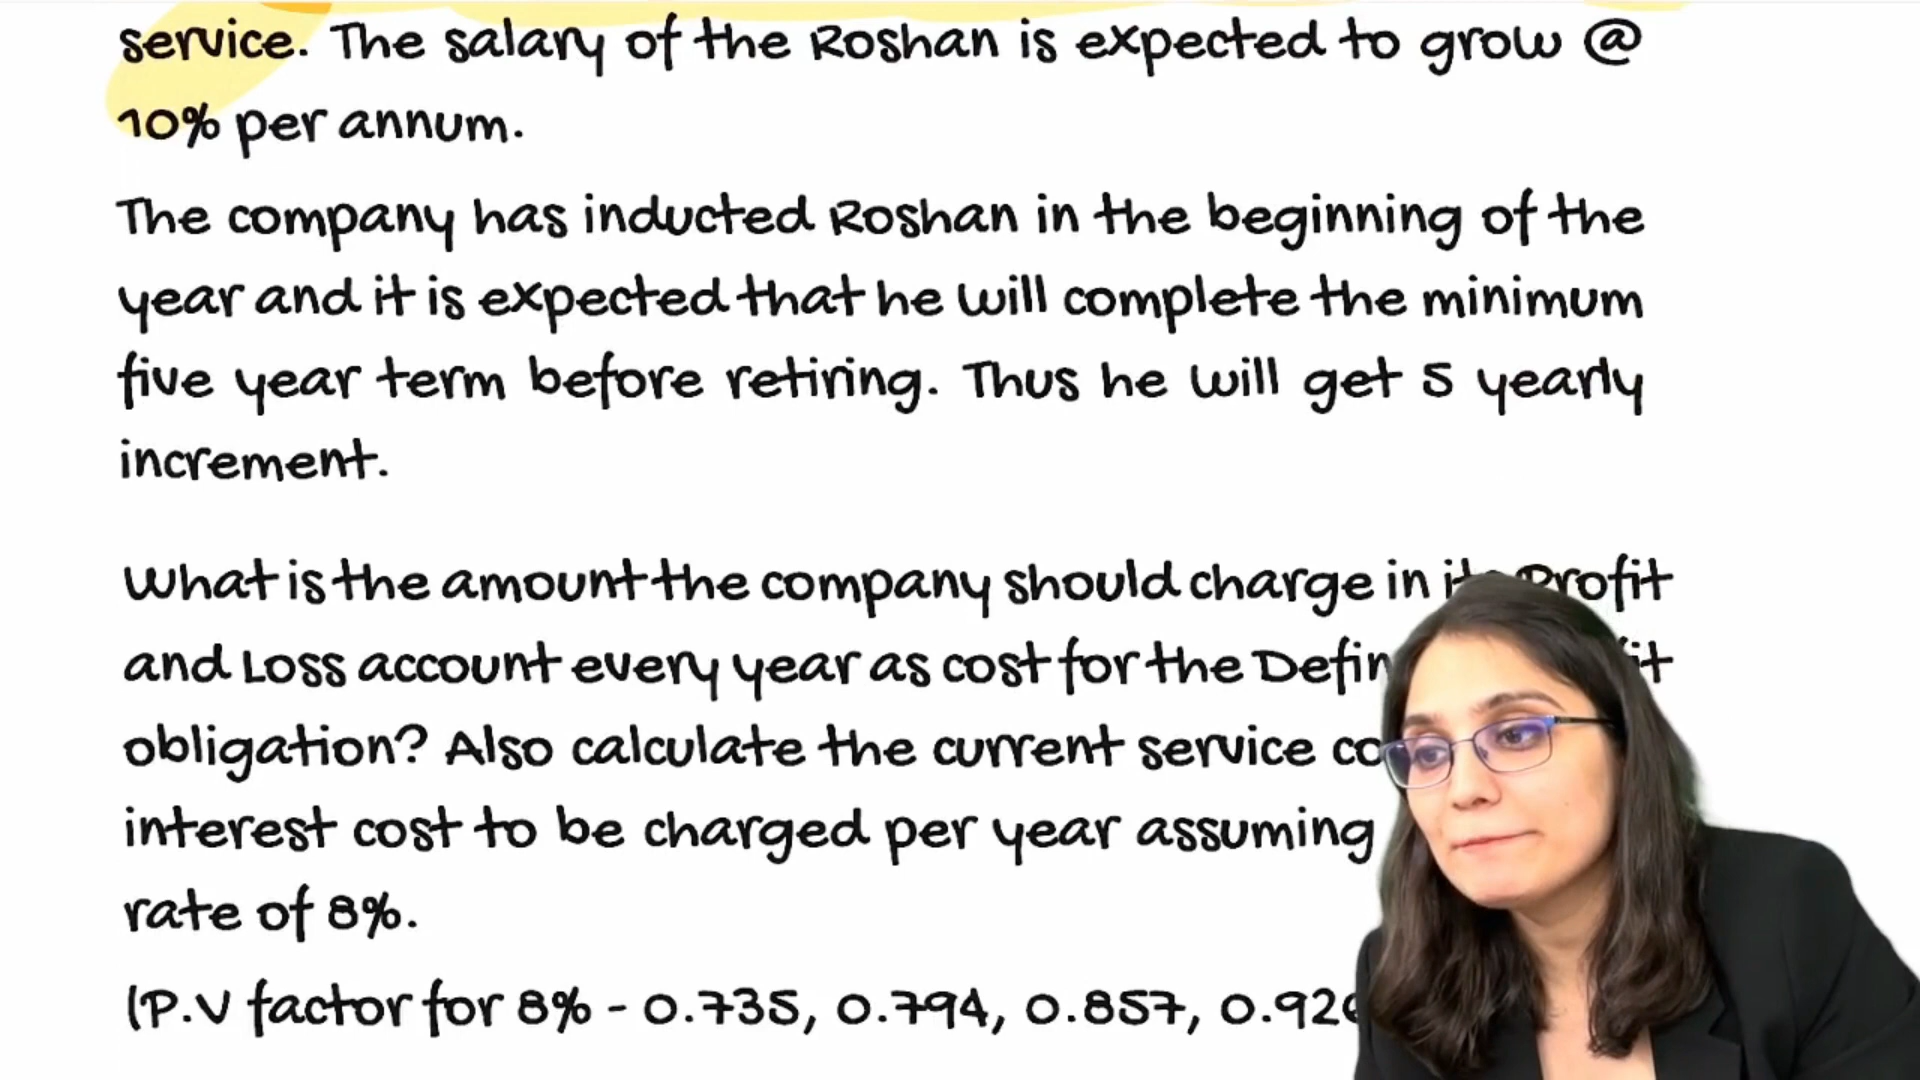 service. The salary of the Roshan is expected to grow @
10% per annum.
The company has inducted Roshan in the beginning of the
year and it is expected that he will complete the minimum
five year term before retiring. Thus he will get 5 yearly
increment.
What is the amount the company should charge in its Profit
and Loss account every year as cost for the
obligation? Also calculate the current service
interest cost to be charged per year assuming
rate of 8%.
(P.V factor for 8% - 0.735, 0.794, 0.857,